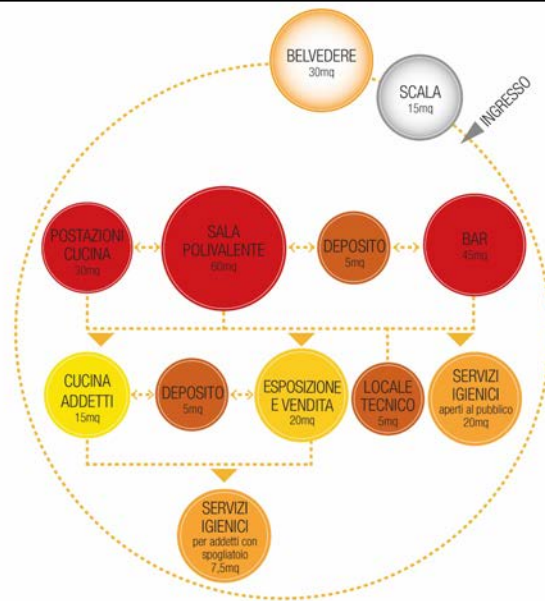 BELVEDERE
30mq
SCALA
15mq
INGRESSO
POSTAZIONI
CUCINA
30mq
SALA
POLIVALENTE
60mq
DEPOSITO
5mq
BAR
45mq
CUCINA
ADDETTI
15mq
DEPOSITO
5mq
ESPOSIZIONE
E VENDITA
20mq
LOCALE
TECNICO
5mq
SERVIZI
IGIENICI
aperti al pubblico
20mq
SERVIZI
IGIENICI
per addetti con
spogliatoio
7,5mq